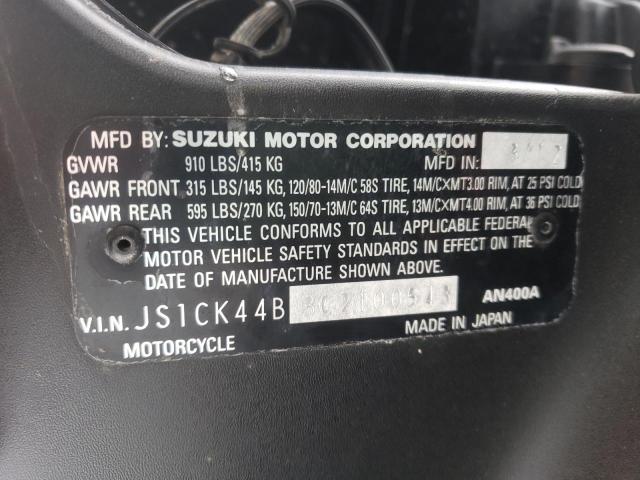 MFD BY: SUZUKI MOTOR CORPORATION
GVWR 910 LBS/415 KG MFD IN:
GAWR FRONT 315 LBS/145 KG, 120/80-14M/C 58S TIRE, 14M/C×MT3.00 RIM, AT 25 PSI COLD
GAWR REAR 595 LBS/270 KG, 150/70-13M/C 64S TIRE, 13M/C×MT4.00 RIM, AT 36 PSI COLD
THIS VEHICLE CONFORMS TO ALL APPLICABLE FEDERAL
MOTOR VEHICLE SAFETY STANDARDS IN EFFECT ON THE
DATE OF MANUFACTURE SHOWN ABOVE.
V.I.N. JS1CK44B AN400A
MOTORCYCLE MADE IN JAPAN